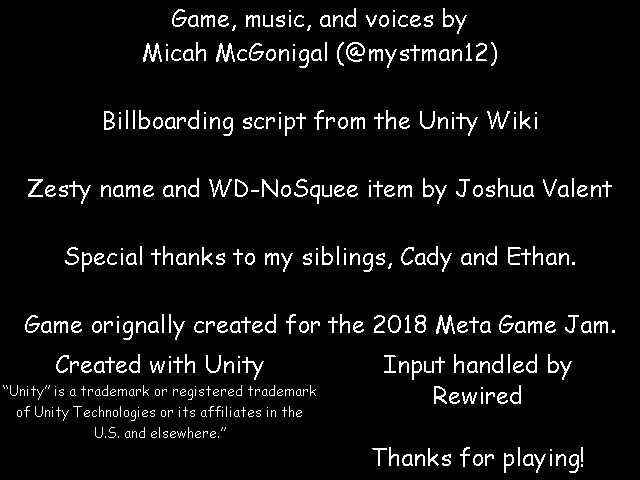 Game, music, and voices by
Micah McGonigal (@mystman12)
Billboarding script from the Unity Wiki
Zesty name and WD-NoSquee item by Joshua Valent
Special thanks to my siblings, Cady and Ethan.
Game orignally created for the 2018 Meta Game Jam.
Created with Unity
“Unity” is a trademark or registered trademark
of Unity Technologies or its affiliates in the
U.S. and elsewhere.”
Input handled by
Rewired
Thanks for playing!